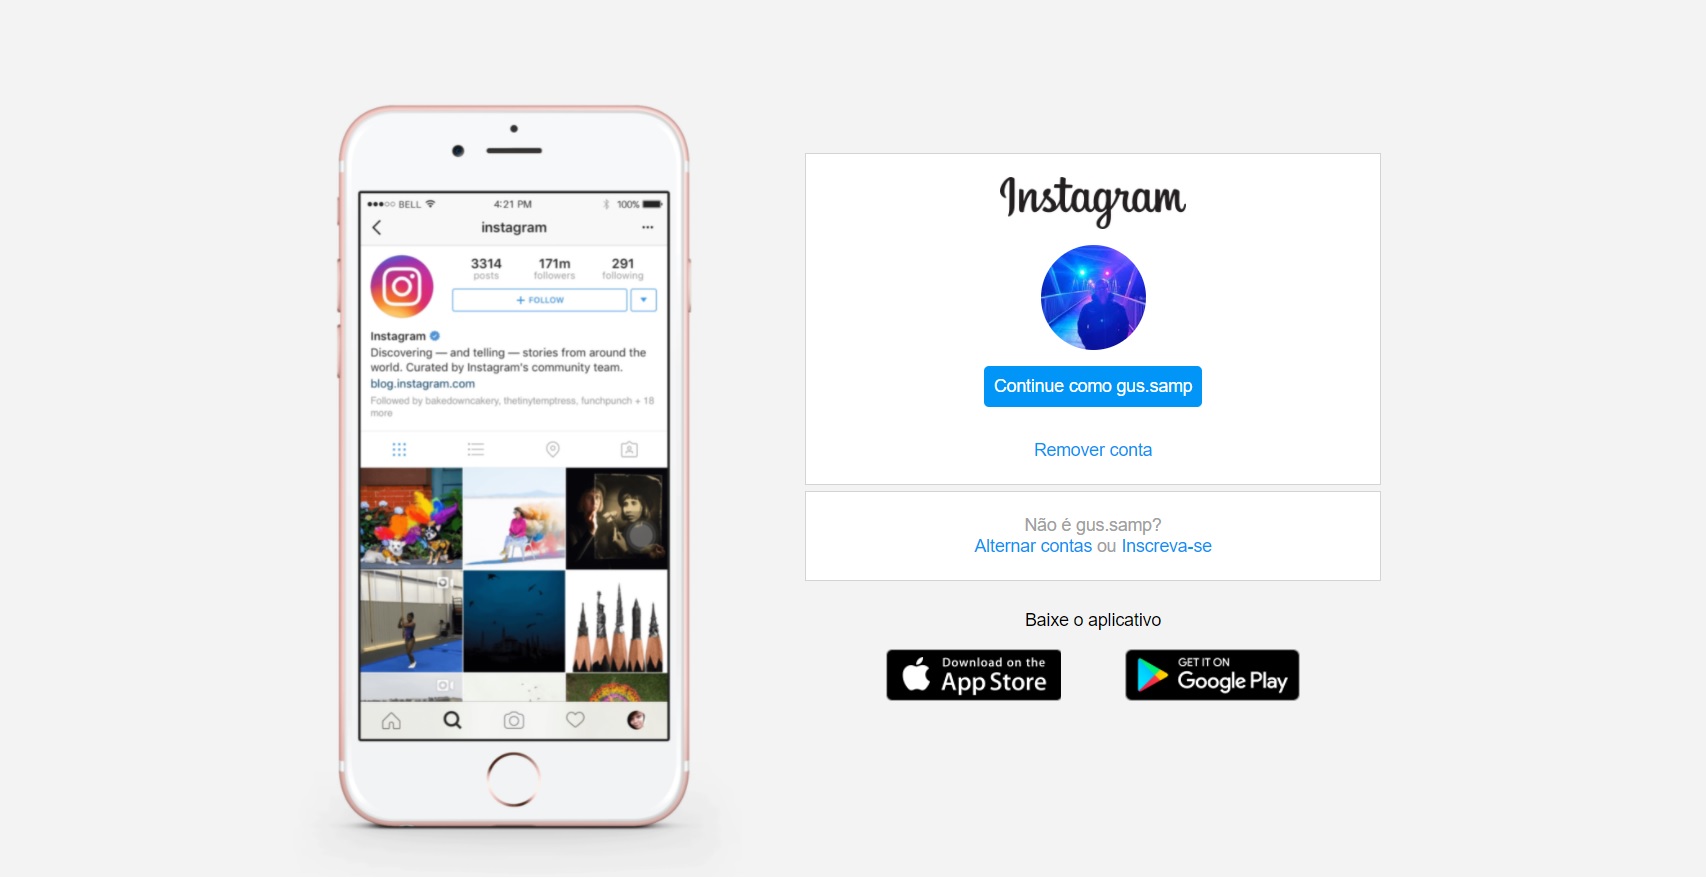 BELL
4:21 PM
100%
instagram
3314
171m
291
posts
followers
following
+ FOLLOW
Instagram
Discovering — and telling — stories from around the
world. Curated by Instagram's community team.
blog.instagram.com
Followed by bakedowncakery, thetinytemptress, funchpunch + 18
more
Instagram
Continue como gus.samp
Remover conta
Não é gus.samp?
Alternar contas ou Inscreva-se
Baixe o aplicativo
Download on the
App Store
GET IT ON
Google Play